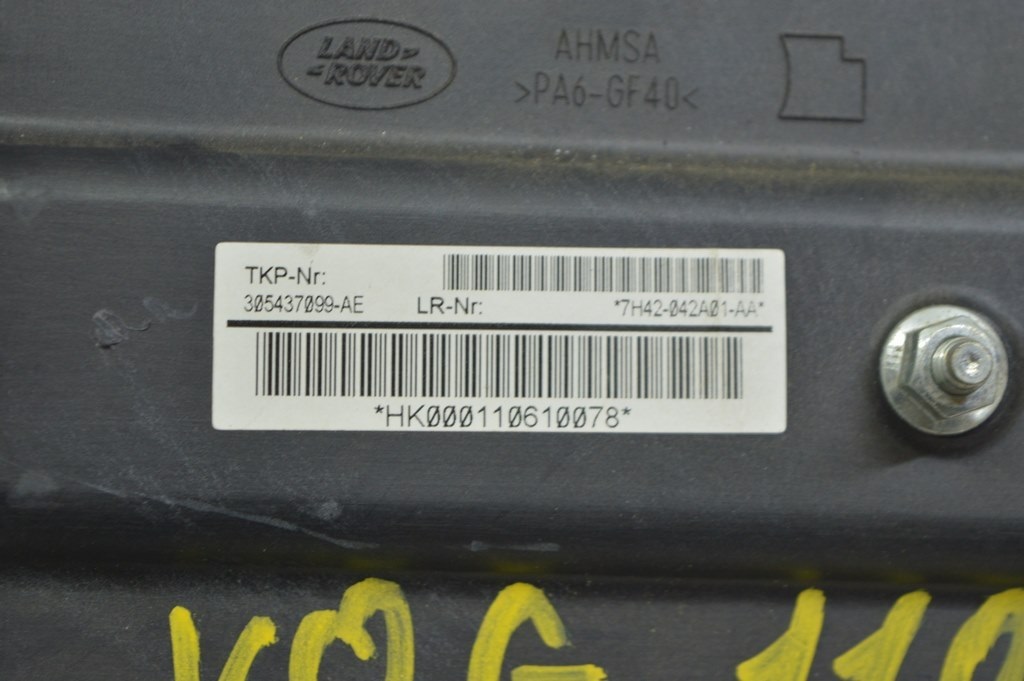 LAND>
<ROVER
AHMSA
>PA6-GF40<
TKP-Nr:
305437099-AE
LR-Nr:
*7H42-042A01-AA*
*HK000110610078*